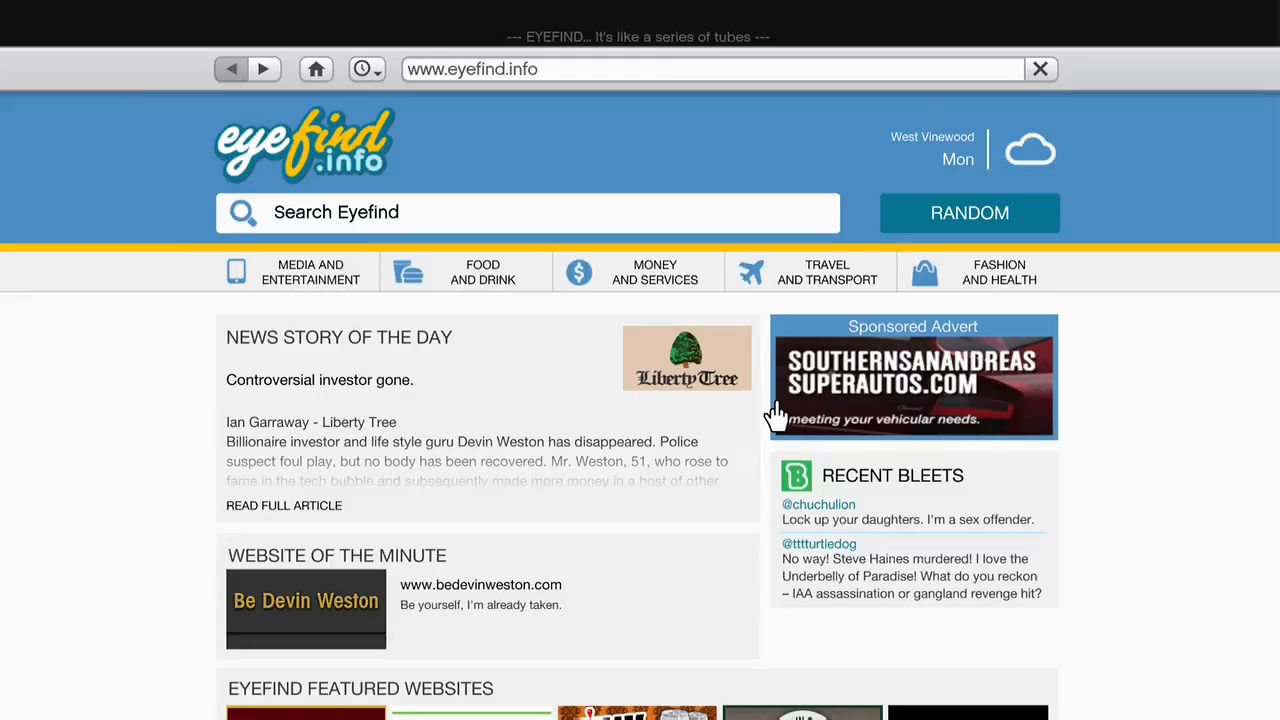 --- EYEFIND... It's like a series of tubes ---
www.eyefind.info
eyefind
.info
West Vinewood
Mon
Search Eyefind
RANDOM
MEDIA AND
ENTERTAINMENT
FOOD
AND DRINK
MONEY
AND SERVICES
TRAVEL
AND TRANSPORT
FASHION
AND HEALTH
NEWS STORY OF THE DAY
Liberty Tree
Controversial investor gone.
Ian Garraway - Liberty Tree
Billionaire investor and life style guru Devin Weston has disappeared. Police
suspect foul play, but no body has been recovered. Mr. Weston, 51, who rose to
fame in the tech bubble and subsequently made more money in a host of other
READ FULL ARTICLE
Sponsored Advert
SOUTHERNSANANDREAS
SUPERAUTOS.COM
meeting your vehicular needs.
RECENT BLEETS
@chuchulion
Lock up your daughters. I'm a sex offender.
@tttturtledog
No way! Steve Haines murdered! I love the
Underbelly of Paradise! What do you reckon
– IAA assassination or gangland revenge hit?
WEBSITE OF THE MINUTE
Be Devin Weston
www.bedevinweston.com
Be yourself, I'm already taken.
EYEFIND FEATURED WEBSITES